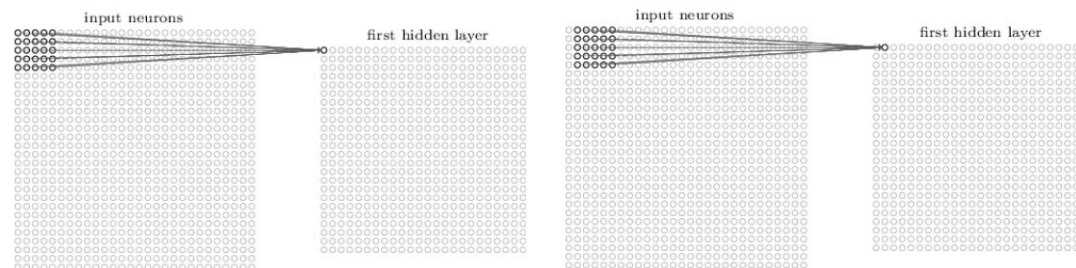 input neurons
first hidden layer
input neurons
first hidden layer